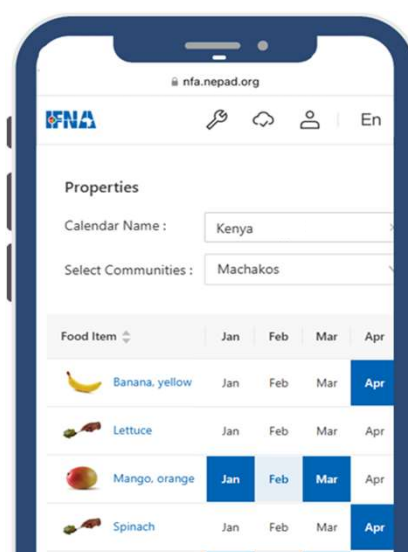 nfa.nepad.org
IFNA En
Properties
Calendar Name : Kenya
Select Communities : Machakos
Food Item Jan Feb Mar Apr
Banana, yellow Jan Feb Mar Apr
Lettuce Jan Feb Mar Apr
Mango, orange Jan Feb Mar Apr
Spinach Jan Feb Mar Apr